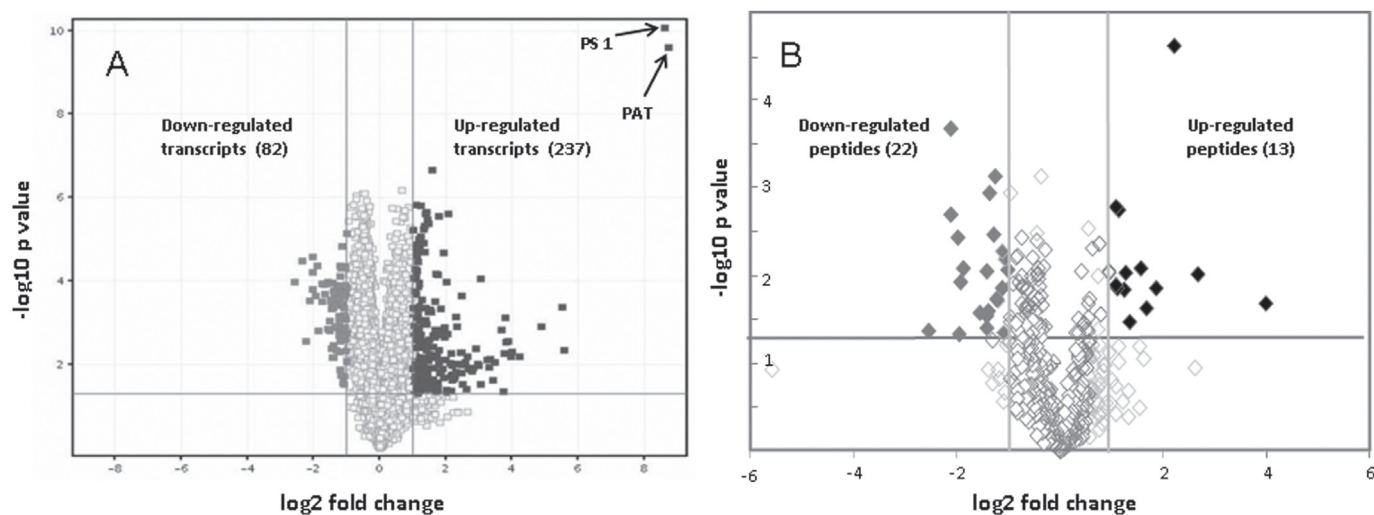 A
PS 1
PAT
Down-regulated
transcripts (82)
Up-regulated
transcripts (237)
-log10 p value
10
8
6
4
2
-8
-6
-4
-2
0
2
4
6
8
log2 fold change
B
Down-regulated
peptides (22)
Up-regulated
peptides (13)
-log10 p value
4
3
2
1
-6
-4
-2
0
2
4
6
log2 fold change